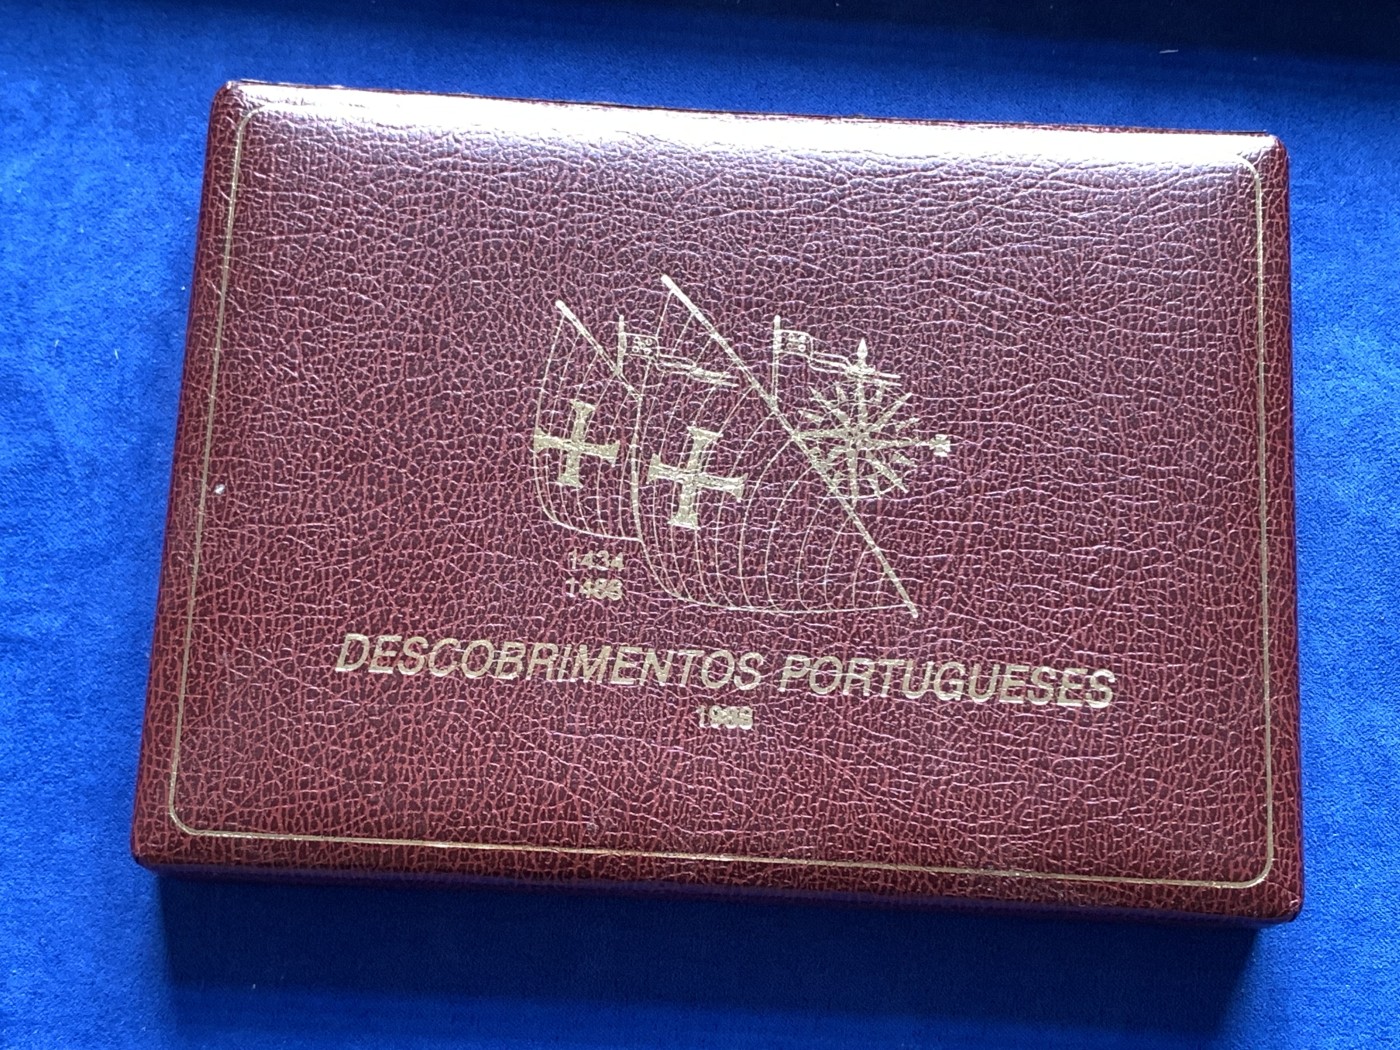 1434
1488
DESCOBRIMENTOS PORTUGUESES
1988